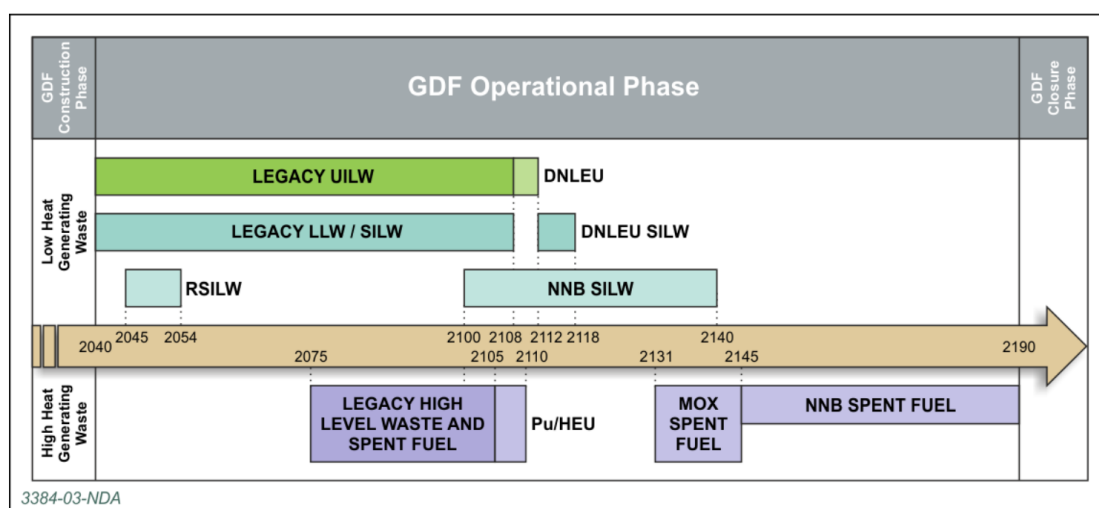 GDF
Construction
Phase
GDF Operational Phase
GDF
Closure
Phase
Low Heat
Generating
Waste
LEGACY UILW
DNLEU
LEGACY LLW / SILW
DNLEU SILW
RSILW
NNB SILW
2040
2045
2054
2075
2100
2105
2108
2110
2112
2118
2131
2140
2145
2190
High Heat
Generating
Waste
LEGACY HIGH
LEVEL WASTE AND
SPENT FUEL
Pu/HEU
MOX
SPENT
FUEL
NNB SPENT FUEL
3384-03-NDA